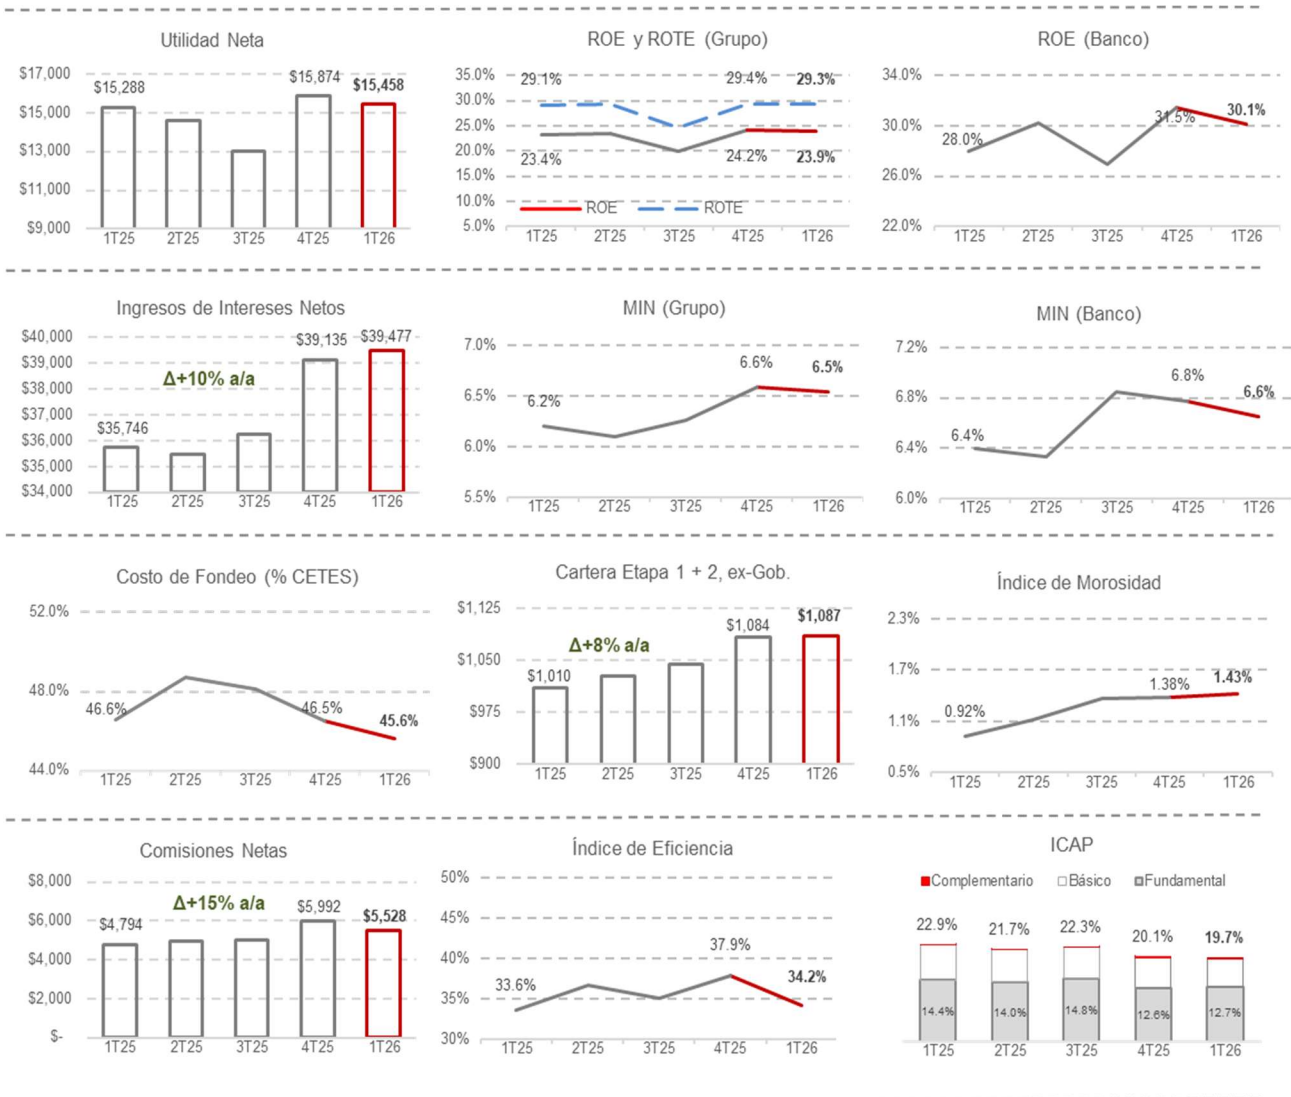 Utilidad Neta
$17,000
$15,000
$13,000
$11,000
$9,000
$15,288
$15,874
$15,458
1T25 2T25 3T25 4T25 1T26
ROE y ROTE (Grupo)
35.0%
30.0%
25.0%
20.0%
15.0%
10.0%
5.0%
29.1% 29.4% 29.3%
23.4% 24.2% 23.9%
ROE ROTE
1T25 2T25 3T25 4T25 1T26
ROE (Banco)
34.0%
30.0%
26.0%
22.0%
28.0% 31.5% 30.1%
1T25 2T25 3T25 4T25 1T26
Ingresos de Intereses Netos
$40,000
$39,000
$38,000
$37,000
$36,000
$35,000
$34,000
$35,746
$39,135
$39,477
Δ+10% a/a
1T25 2T25 3T25 4T25 1T26
MIN (Grupo)
7.0%
6.5%
6.0%
5.5%
6.2% 6.6% 6.5%
1T25 2T25 3T25 4T25 1T26
MIN (Banco)
7.2%
6.8%
6.4%
6.0%
6.4% 6.8% 6.6%
1T25 2T25 3T25 4T25 1T26
Costo de Fondeo (% CETES)
52.0%
48.0%
44.0%
46.6% 46.5% 45.6%
1T25 2T25 3T25 4T25 1T26
Cartera Etapa 1 + 2, ex-Gob.
$1,125
$1,050
$975
$900
Δ+8% a/a
$1,010 $1,084 $1,087
1T25 2T25 3T25 4T25 1T26
Índice de Morosidad
2.3%
1.7%
1.1%
0.5%
0.92% 1.38% 1.43%
1T25 2T25 3T25 4T25 1T26
Comisiones Netas
$8,000
$6,000
$4,000
$2,000
$-
Δ+15% a/a
$4,794 $5,992 $5,528
1T25 2T25 3T25 4T25 1T26
Índice de Eficiencia
50%
45%
40%
35%
30%
33.6% 37.9% 34.2%
1T25 2T25 3T25 4T25 1T26
ICAP
Complementario Básico Fundamental
22.9% 21.7% 22.3% 20.1% 19.7%
14.4% 14.0% 14.8% 12.6% 12.7%
1T25 2T25 3T25 4T25 1T26